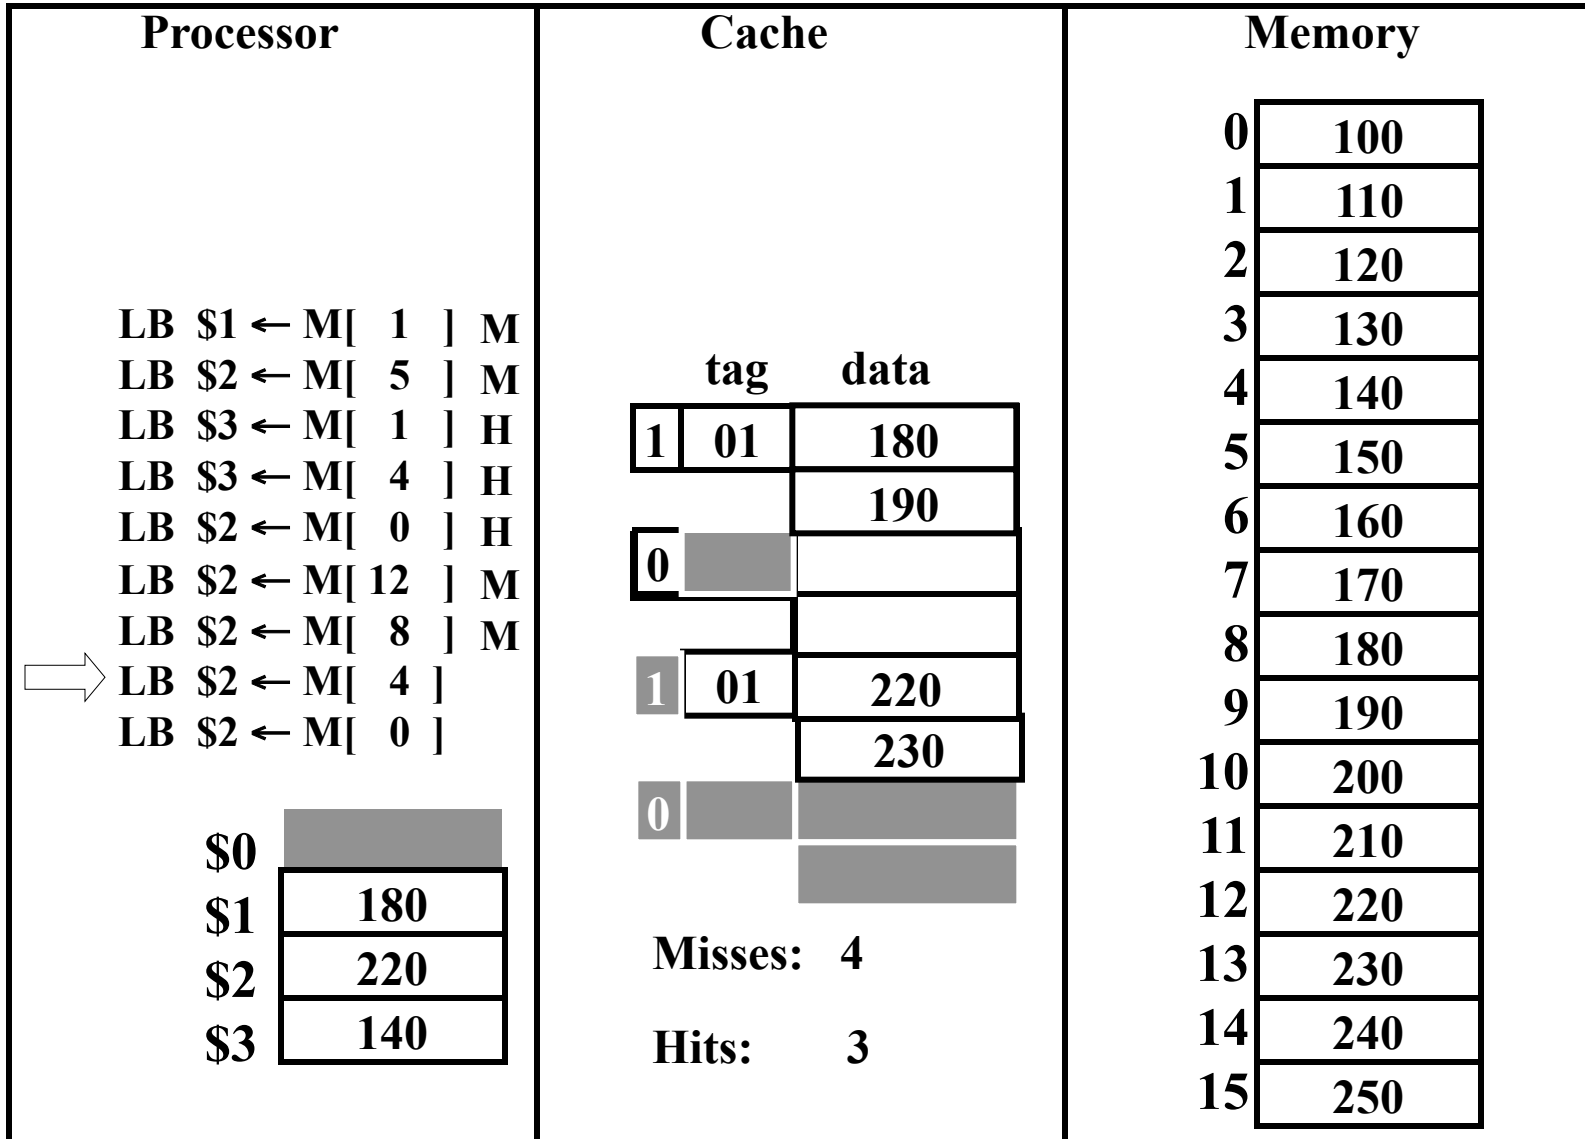 Processor
LB $1 ← M[ 1 ] M
LB $2 ← M[ 5 ] M
LB $3 ← M[ 1 ] H
LB $3 ← M[ 4 ] H
LB $2 ← M[ 0 ] H
LB $2 ← M[ 12 ] M
LB $2 ← M[ 8 ] M
LB $2 ← M[ 4 ]
LB $2 ← M[ 0 ]
$0
$1 180
$2 220
$3 140
Cache
tag data
1 01 180
190
0
1 01 220
230
0
Misses: 4
Hits: 3
Memory
0 100
1 110
2 120
3 130
4 140
5 150
6 160
7 170
8 180
9 190
10 200
11 210
12 220
13 230
14 240
15 250